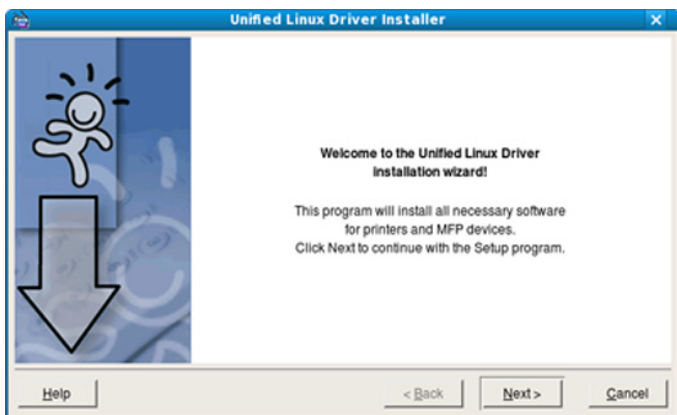 Unified Linux Driver Installer
Welcome to the Unified Linux Driver
installation wizard!
This program will install all necessary software
for printers and MFP devices.
Click Next to continue with the Setup program.
Help
< Back
Next >
Cancel